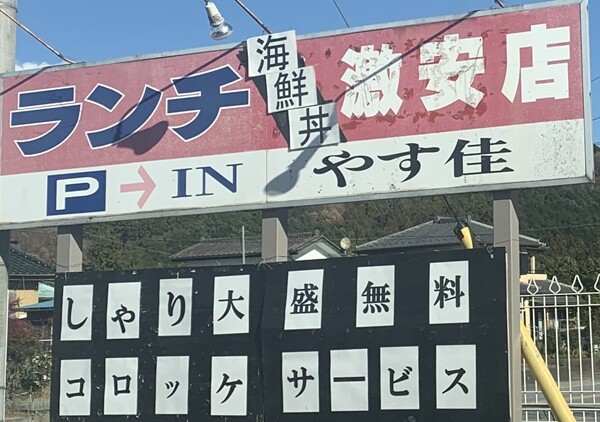 ランチ 海鮮丼 激安店
P → IN やす佳
しゃり大盛無料
コロッケサービス